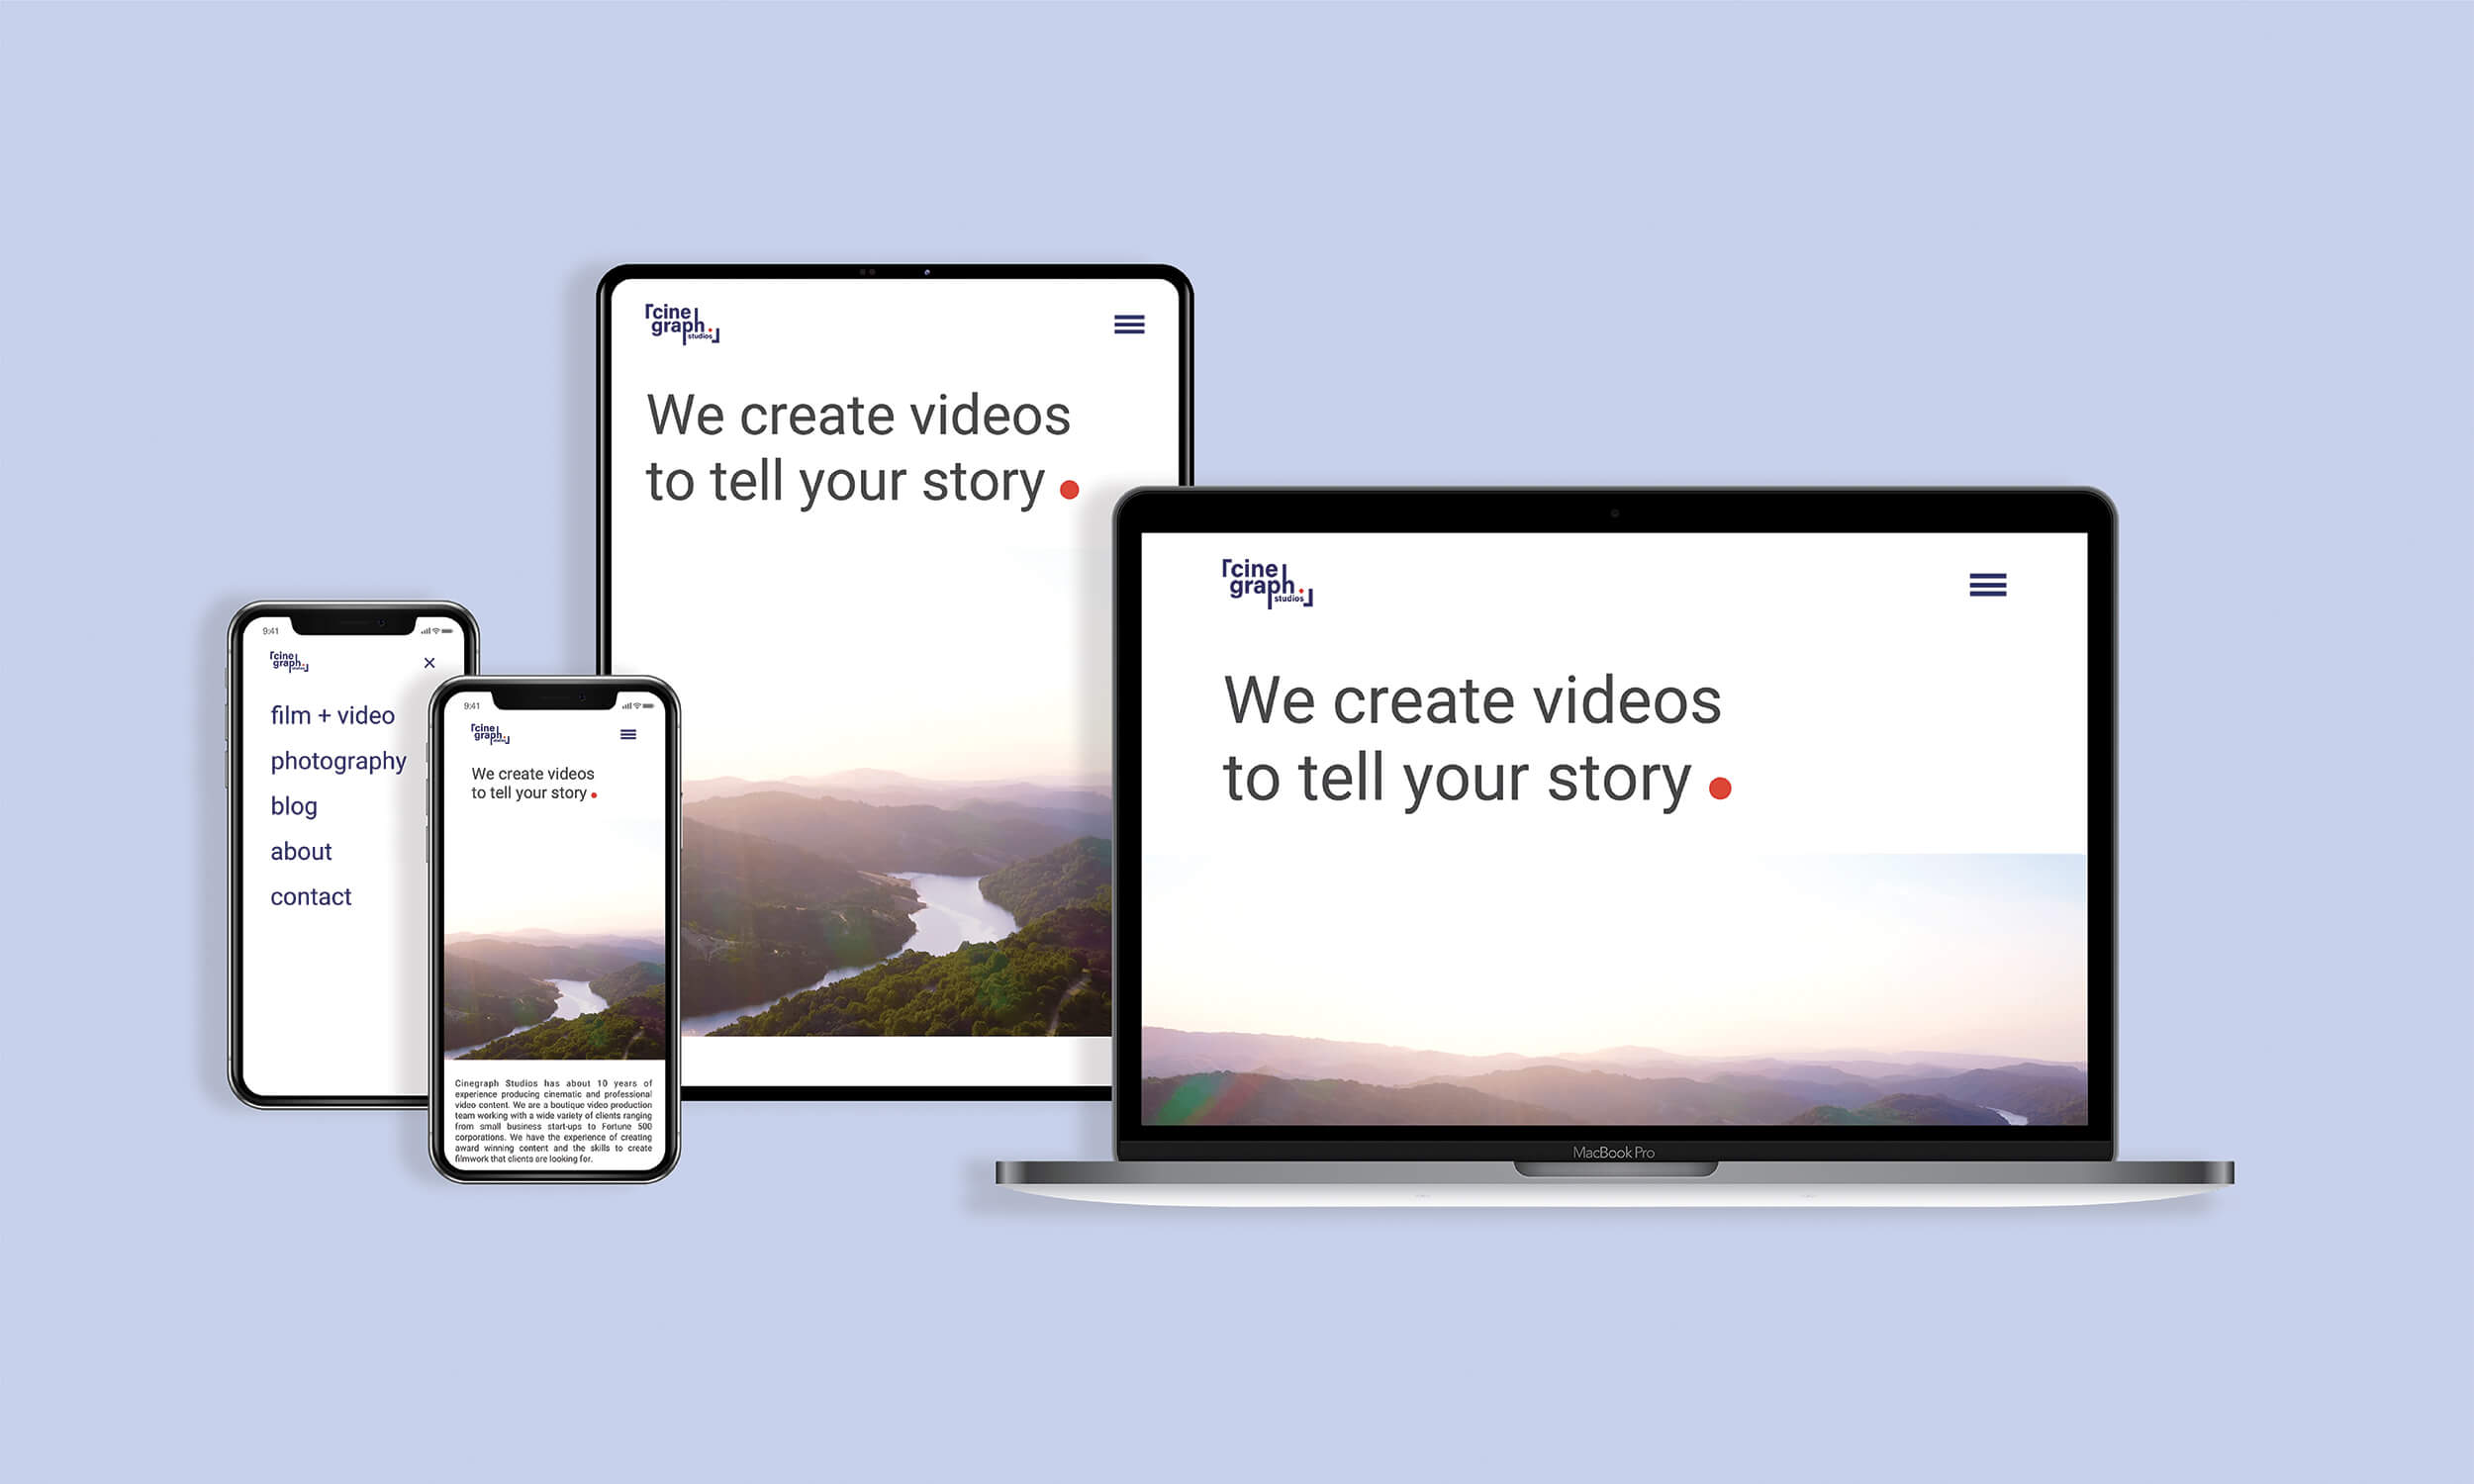 9:41
cine
graph.
film + video
photography
blog
about
contact
9:41
cine
graph.
We create videos
to tell your story
Cinegraph Studios has about 10 years of
experience producing cinematic and professional
video content. We are a boutique video production
team working with a wide variety of clients ranging
from small business start-ups to Fortune 500
corporations. We have the experience of creating
award winning content and the skills to create
filmwork that clients are looking for.
cine
graph.
studios
We create videos
to tell your story
cine
graph.
studios
We create videos
to tell your story
MacBook Pro